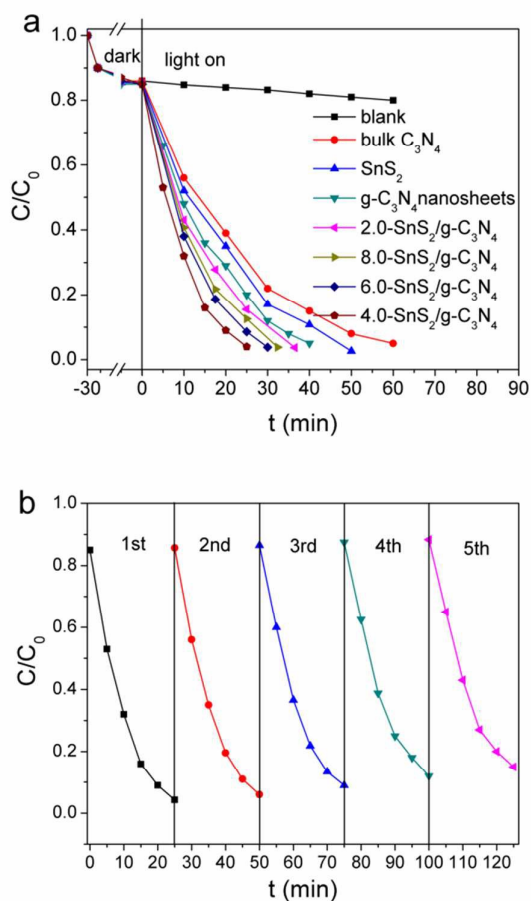 a
dark
light on
blank
bulk C₃N₄
SnS₂
g-C₃N₄nanosheets
2.0-SnS₂/g-C₃N₄
8.0-SnS₂/g-C₃N₄
6.0-SnS₂/g-C₃N₄
4.0-SnS₂/g-C₃N₄
C/C₀
1.0
0.8
0.6
0.4
0.2
0.0
-30 0 10 20 30 40 50 60 70 80 90
t (min)
b
1st 2nd 3rd 4th 5th
C/C₀
1.0
0.8
0.6
0.4
0.2
0.0
0 10 20 30 40 50 60 70 80 90 100 110 120
t (min)